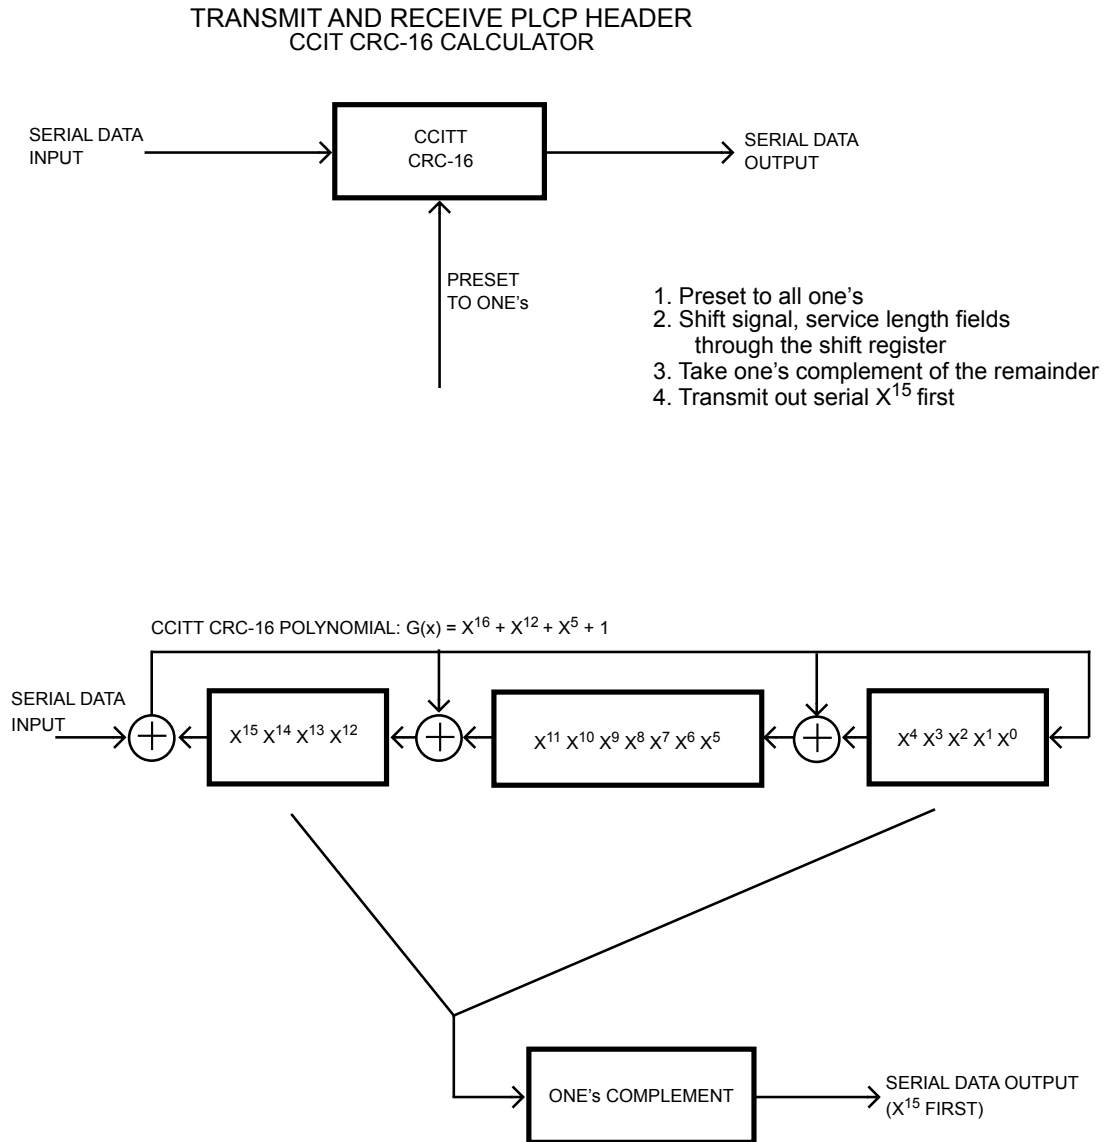 TRANSMIT AND RECEIVE PLCP HEADER
CCIT CRC-16 CALCULATOR
SERIAL DATA
INPUT
CCITT
CRC-16
SERIAL DATA
OUTPUT
PRESET
TO ONE's
1. Preset to all one's
2. Shift signal, service length fields
through the shift register
3. Take one's complement of the remainder
4. Transmit out serial X¹⁵ first
CCITT CRC-16 POLYNOMIAL: G(x) = X¹⁶ + X¹² + X⁵ + 1
SERIAL DATA
INPUT
X¹⁵ X¹⁴ X¹³ X¹²
X¹¹ X¹⁰ X⁹ X⁸ X⁷ X⁶ X⁵
X⁴ X³ X² X¹ X⁰
ONE's COMPLEMENT
SERIAL DATA OUTPUT
(X¹⁵ FIRST)